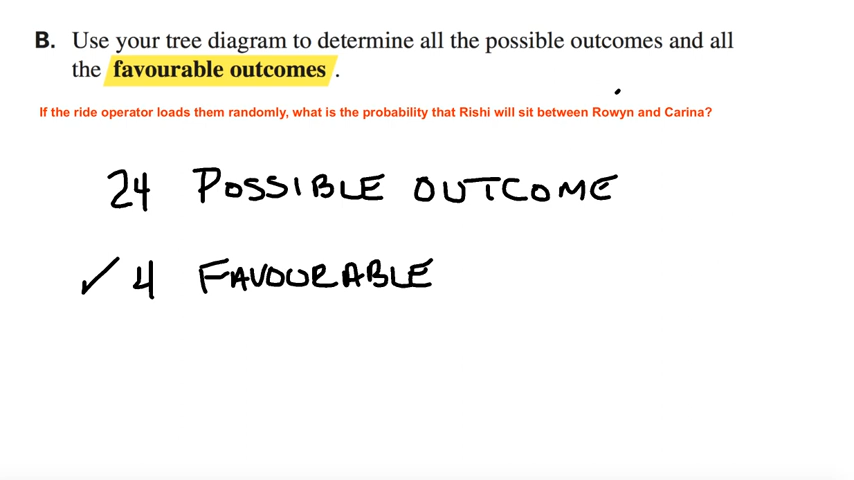 B. Use your tree diagram to determine all the possible outcomes and all
the favourable outcomes .
If the ride operator loads them randomly, what is the probability that Rishi will sit between Rowyn and Carina?
24 POSSIBLE OUTCOME
✓ 4 FAVOURABLE